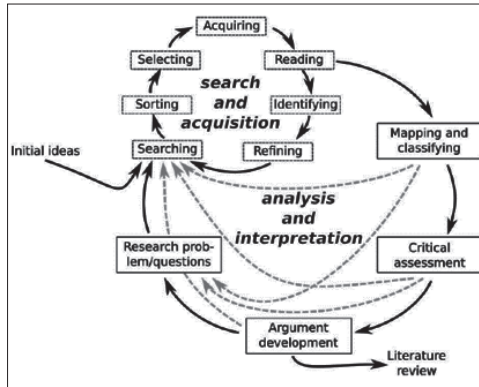 Acquiring
Selecting
Reading
search
and
acquisition
Sorting
Identifying
Mapping and
classifying
Initial ideas
Searching
Refining
analysis
and
interpretation
Research prob-
lem/questions
Critical
assessment
Argument
development
Literature
review